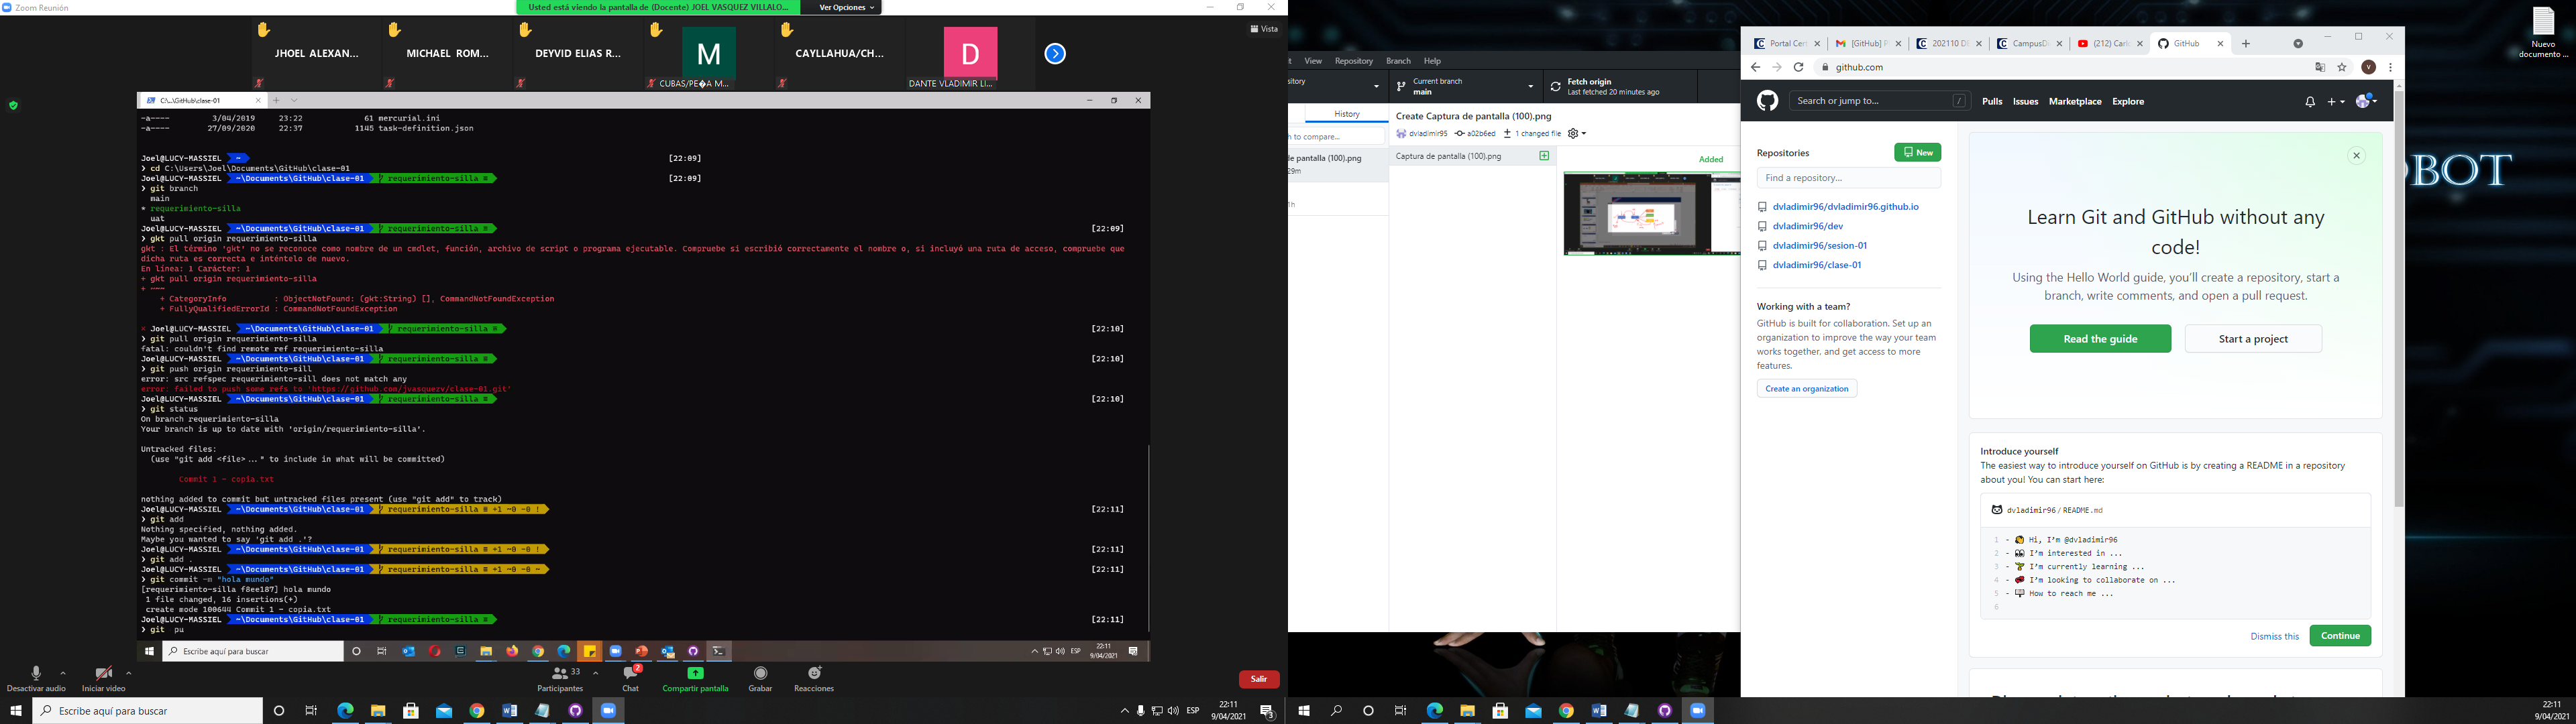 Zoom Reunión
Usted está viendo la pantalla de (Docente) JOEL VASQUEZ VILLALO...
Ver Opciones
Vista
JHOEL ALEXAN...
MICHAEL ROM...
DEYVID ELIAS R...
M
CUBAS/PE�A M...
CAYLLAHUA/CH...
D
DANTE VLADIMIR LI...
C:\...\GitHub\clase-01
-a---- 3/04/2019 23:22 61 mercurial.ini
-a---- 27/09/2020 22:37 1145 task-definition.json
Joel@LUCY-MASSIEL ~ [22:09]
❯ cd C:\Users\Joel\Documents\GitHub\clase-01
Joel@LUCY-MASSIEL ~\Documents\GitHub\clase-01 requerimiento-silla ≡ [22:09]
❯ git branch
main
* requerimiento-silla
uat
Joel@LUCY-MASSIEL ~\Documents\GitHub\clase-01 requerimiento-silla ≡ [22:09]
❯ gkt pull origin requerimiento-silla
gkt : El término 'gkt' no se reconoce como nombre de un cmdlet, función, archivo de script o programa ejecutable. Compruebe si escribió correctamente el nombre o, si incluyó una ruta de acceso, compruebe que
dicha ruta es correcta e inténtelo de nuevo.
En línea: 1 Carácter: 1
+ gkt pull origin requerimiento-silla
+ ~~~
+ CategoryInfo : ObjectNotFound: (gkt:String) [], CommandNotFoundException
+ FullyQualifiedErrorId : CommandNotFoundException
× Joel@LUCY-MASSIEL ~\Documents\GitHub\clase-01 requerimiento-silla ≡ [22:10]
❯ git pull origin requerimiento-silla
fatal: couldn't find remote ref requerimiento-silla
Joel@LUCY-MASSIEL ~\Documents\GitHub\clase-01 requerimiento-silla ≡ [22:10]
❯ git push origin requerimiento-sill
error: src refspec requerimiento-sill does not match any
error: failed to push some refs to 'https://github.com/jvasquezv/clase-01.git'
Joel@LUCY-MASSIEL ~\Documents\GitHub\clase-01 requerimiento-silla ≡ [22:10]
❯ git status
On branch requerimiento-silla
Your branch is up to date with 'origin/requerimiento-silla'.
Untracked files:
(use "git add <file>..." to include in what will be committed)
Commit 1 - copia.txt
nothing added to commit but untracked files present (use "git add" to track)
Joel@LUCY-MASSIEL ~\Documents\GitHub\clase-01 requerimiento-silla ≡ +1 ~0 -0 ! [22:11]
❯ git add
Nothing specified, nothing added.
Maybe you wanted to say 'git add .'?
Joel@LUCY-MASSIEL ~\Documents\GitHub\clase-01 requerimiento-silla ≡ +1 ~0 -0 ! [22:11]
❯ git add .
Joel@LUCY-MASSIEL ~\Documents\GitHub\clase-01 requerimiento-silla ≡ +1 ~0 -0 ~ [22:11]
❯ git commit -m "hola mundo"
[requerimiento-silla f8ee187] hola mundo
1 file changed, 16 insertions(+)
create mode 100644 Commit 1 - copia.txt
Joel@LUCY-MASSIEL ~\Documents\GitHub\clase-01 requerimiento-silla ≡ [22:11]
❯ git pu
Escribe aquí para buscar
ESP
22:11
9/04/2021
Desactivar audio
Iniciar video
Participantes
33
Chat
2
Compartir pantalla
Grabar
Reacciones
Salir
Escribe aquí para buscar
ESP
22:11
9/04/2021
3
View Repository Branch Help
sitory
Current branch
main
Fetch origin
Last fetched 20 minutes ago
History
h to compare...
de pantalla (100).png
29m
1h
Create Captura de pantalla (100).png
dvladimir95
a02b6ed
1 changed file
Captura de pantalla (100).png
Added
Portal Cert
[GitHub] P
202110 DE
CampusDi
(212) Carl
GitHub
github.com
V
Search or jump to...
/
Pulls
Issues
Marketplace
Explore
Repositories
New
Find a repository...
dvladimir96/dvladimir96.github.io
dvladimir96/dev
dvladimir96/sesion-01
dvladimir96/clase-01
Working with a team?
GitHub is built for collaboration. Set up an
organization to improve the way your team
works together, and get access to more
features.
Create an organization
Learn Git and GitHub without any
code!
Using the Hello World guide, you’ll create a repository, start a
branch, write comments, and open a pull request.
Read the guide
Start a project
Introduce yourself
The easiest way to introduce yourself on GitHub is by creating a README in a repository
about you! You can start here:
dvladimir96 / README.md
1 - 👋 Hi, I’m @dvladimir96
2 - 👀 I’m interested in ...
3 - 🌱 I’m currently learning ...
4 - 💞️ I’m looking to collaborate on ...
5 - 📫 How to reach me ...
6
Dismiss this
Continue
OBOT
Nuevo
documento ...
22:11
9/04/2021